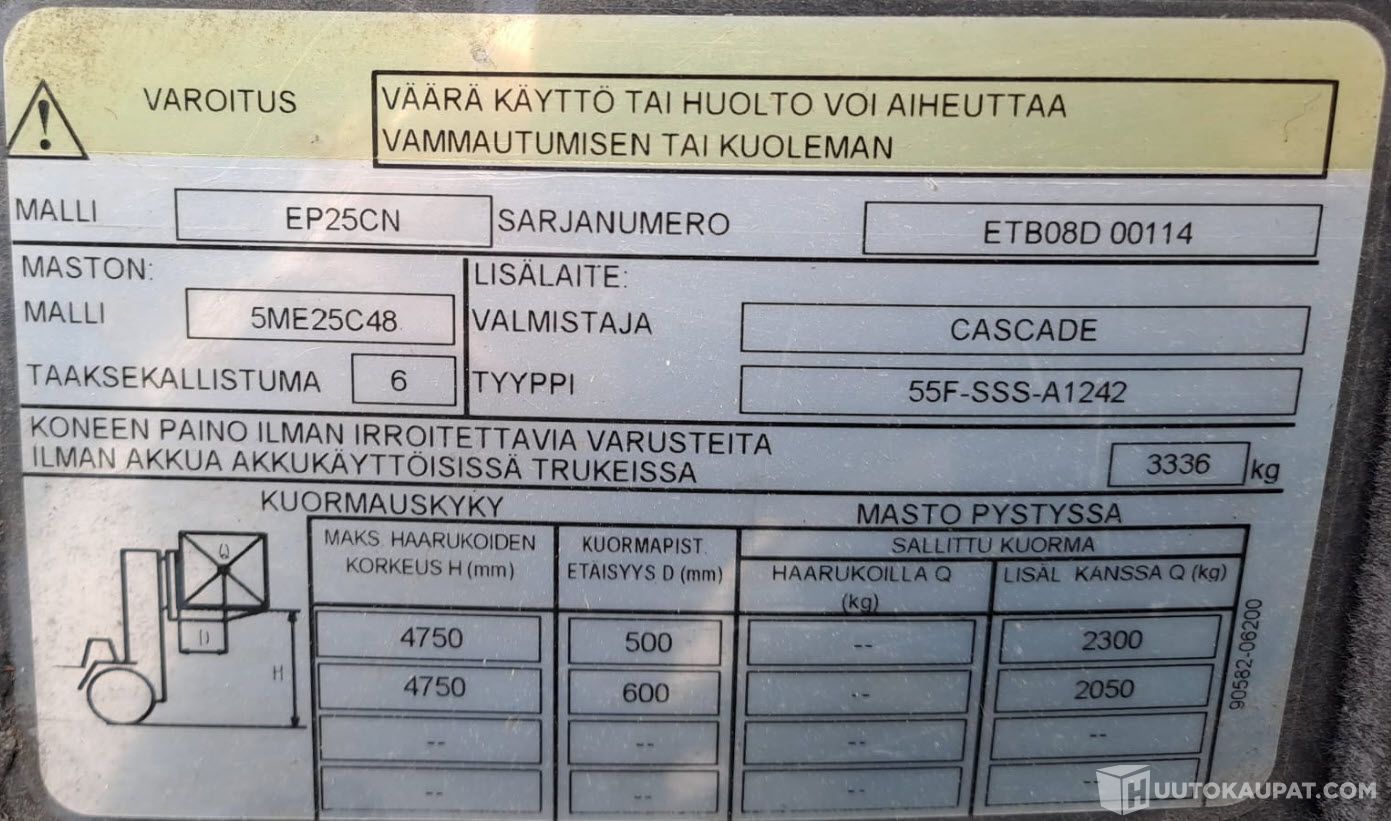 VAROITUS
VÄÄRÄ KÄYTTÖ TAI HUOLTO VOI AIHEUTTAA
VAMMAUTUMISEN TAI KUOLEMAN
MALLI EP25CN SARJANUMERO ETB08D 00114
MASTON: LISÄLAITE:
MALLI 5ME25C48 VALMISTAJA CASCADE
TAAKSEKALLISTUMA 6 TYYPPI 55F-SSS-A1242
KONEEN PAINO ILMAN IRROITETTAVIA VARUSTEITA
ILMAN AKKUA AKKUKÄYTTÖISISSÄ TRUKEISSA 3336 kg
KUORMAUSKYKY MASTO PYSTYSSA
MAKS. HAARUKOIDEN KUORMAPIST. SALLITTU KUORMA
KORKEUS H (mm) ETAISYYS D (mm) HAARUKOILLA Q LISÄL KANSSA Q (kg)
(kg)
4750 500 -- 2300
4750 600 -- 2050
-- -- -- --
-- -- -- --
Q
D
H
90582-06200
HUUTOKAUPAT.COM